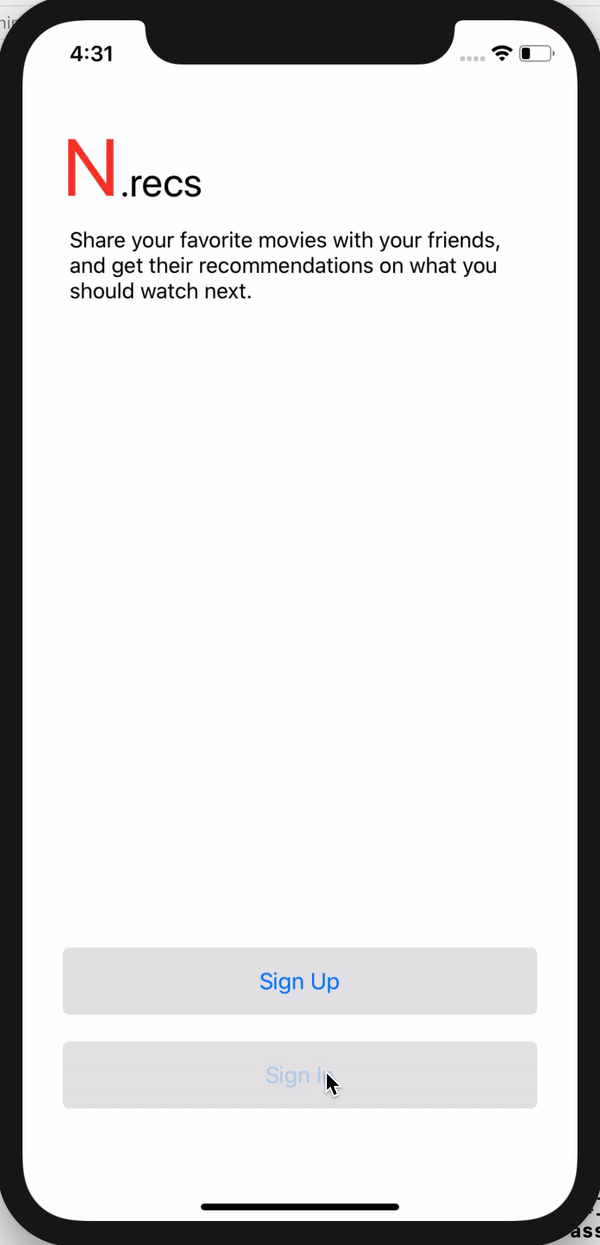 4:31
N.recs
Share your favorite movies with your friends,
and get their recommendations on what you
should watch next.
Sign Up
Sign In